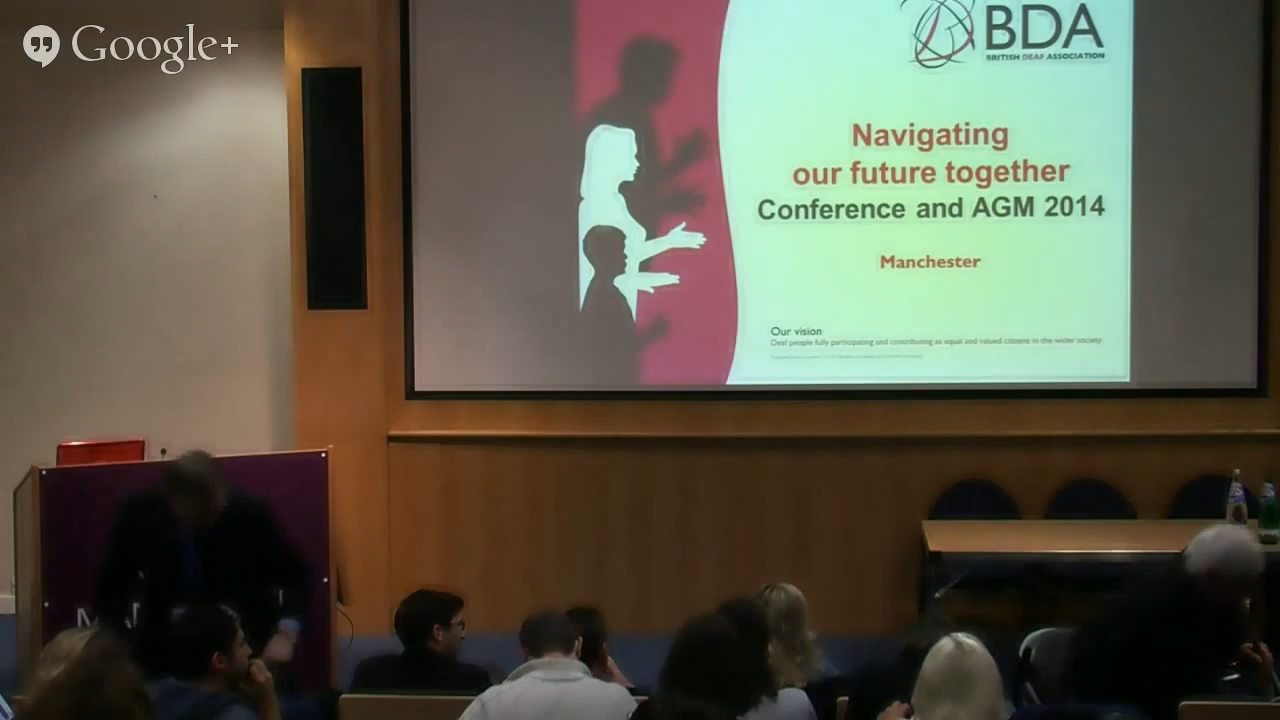 Google+
BDA
BRITISH DEAF ASSOCIATION
Navigating
our future together
Conference and AGM 2014
Manchester
Our vision
Deaf people fully participating and contributing as equal and valued citizens in the wider society